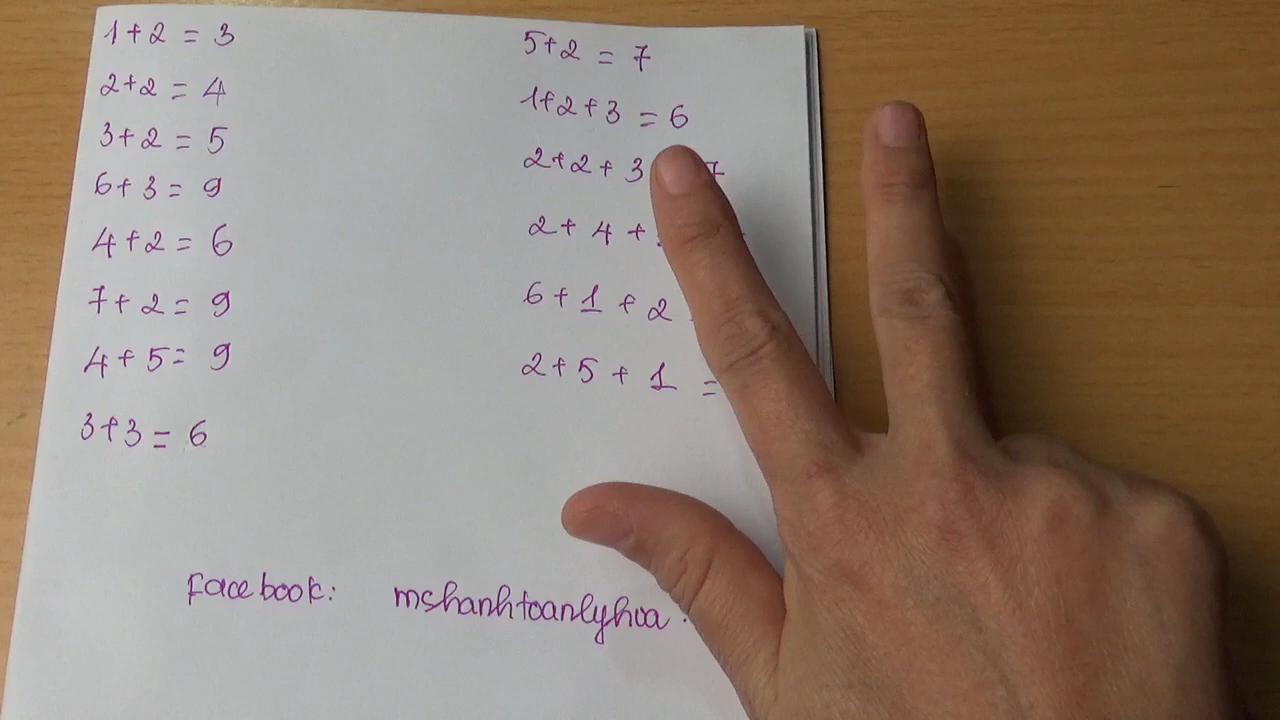 1+2 = 3
2+2 = 4
3+2 = 5
6+3 = 9
4+2 = 6
7+2 = 9
4+5= 9
3+3 = 6
5+2 = 7
1+2+3 = 6
2+2+3 7
2+ 4 +
6+1 + 2
2+5 + 1 =
Facebook: mshanhtoanlyhoa.